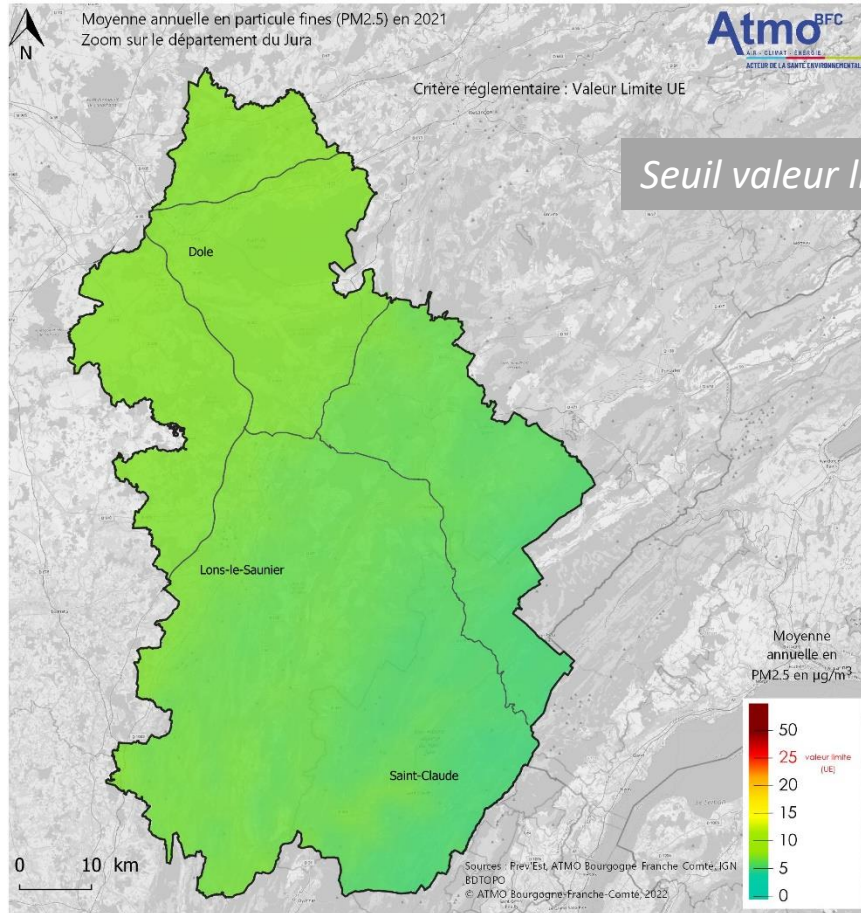 Moyenne annuelle en particule fines (PM2.5) en 2021
Zoom sur le département du Jura
N
Atmo BFC
AIR - CLIMAT - ÉNERGIE
ACTEUR DE LA SANTÉ ENVIRONNEMENTAL
Critère réglementaire : Valeur Limite UE
Seuil valeur l
Dole
Lons-le-Saunier
Saint-Claude
Moyenne
annuelle en
PM2.5 en µg/m³
50
25 valeur limite
(UE)
20
15
10
5
0
0 10 km
Sources : Prev'Est, ATMO Bourgogne Franche Comté, IGN
BDTOPO
© ATMO Bourgogne-Franche-Comté, 2022